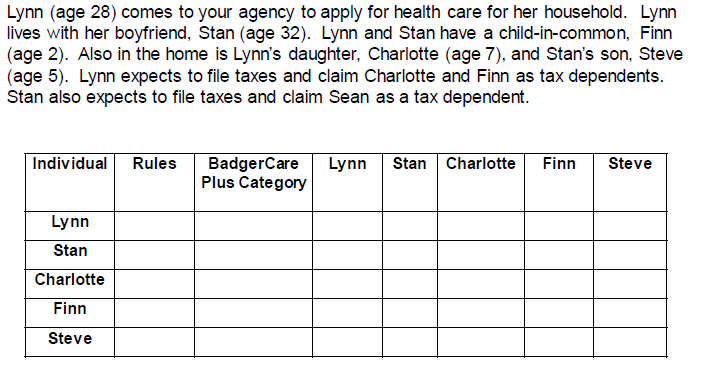 Lynn (age 28) comes to your agency to apply for health care for her household. Lynn
lives with her boyfriend, Stan (age 32). Lynn and Stan have a child-in-common, Finn
(age 2). Also in the home is Lynn's daughter, Charlotte (age 7), and Stan's son, Steve
(age 5). Lynn expects to file taxes and claim Charlotte and Finn as tax dependents.
Stan also expects to file taxes and claim Sean as a tax dependent.
Individual Rules BadgerCare Lynn Stan Charlotte Finn Steve
Plus Category
Lynn
Stan
Charlotte
Finn
Steve